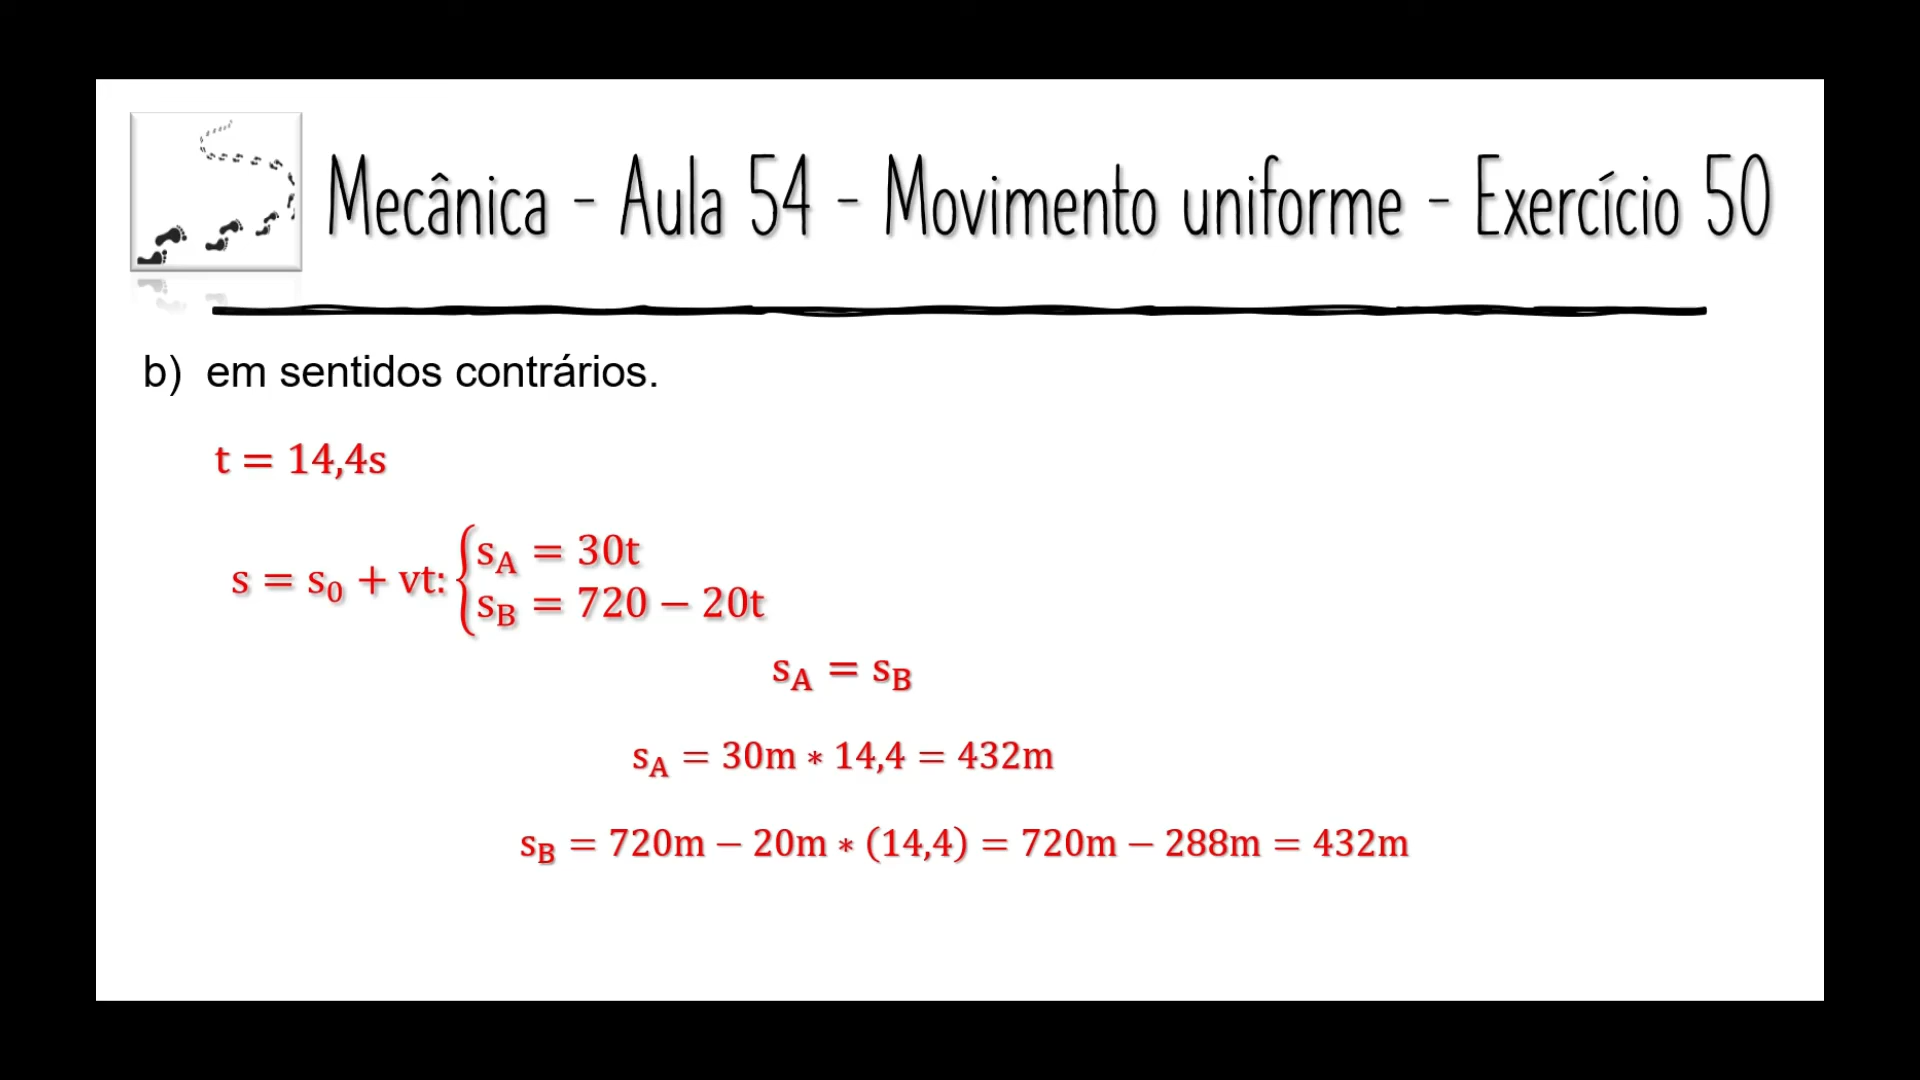 Mecânica - Aula 54 - Movimento uniforme - Exercício 50
b) em sentidos contrários.
t = 14,4s
s = s₀ + vt: { s_A = 30t
s_B = 720 − 20t
s_A = s_B
s_A = 30m ∗ 14,4 = 432m
s_B = 720m − 20m ∗ (14,4) = 720m − 288m = 432m